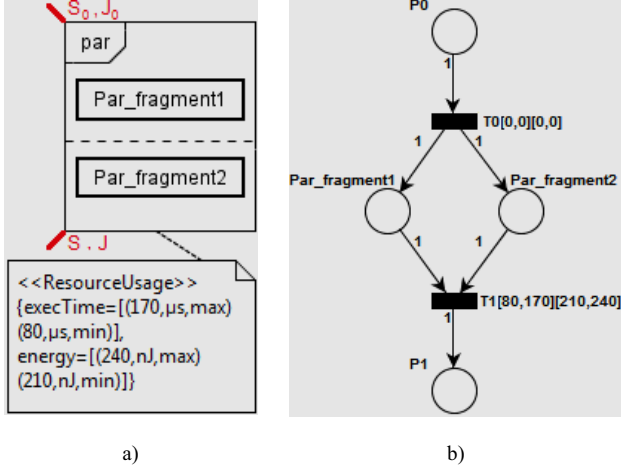 S0 , J0
par
Par_fragment1
Par_fragment2
S , J
<<ResourceUsage>>
{execTime=[(170,µs,max)
(80,µs,min)],
energy=[(240,nJ,max)
(210,nJ,min)]}
a)
P0
1
T0[0,0][0,0]
1
1
Par_fragment1
Par_fragment2
1
1
T1[80,170][210,240]
1
P1
b)